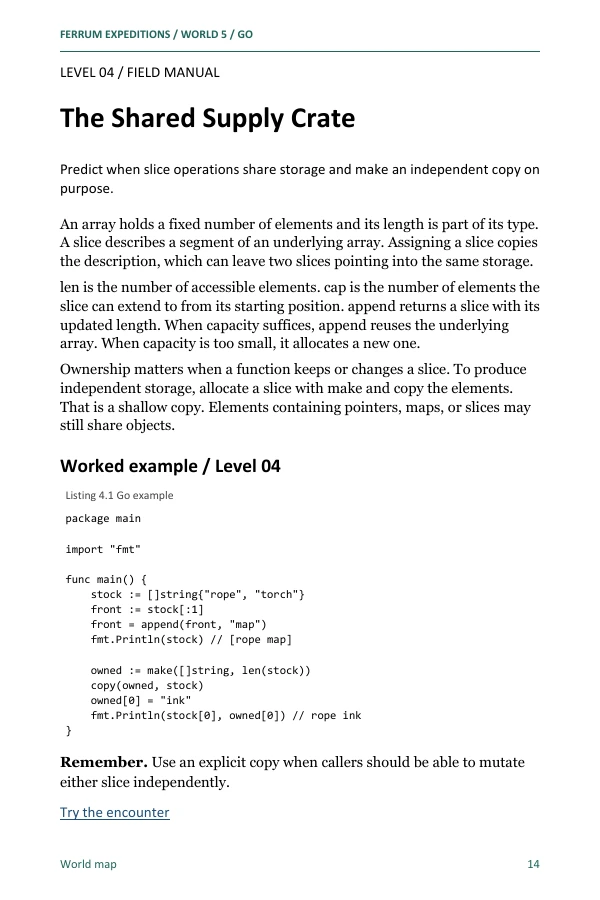 FERRUM EXPEDITIONS / WORLD 5 / GO
LEVEL 04 / FIELD MANUAL
The Shared Supply Crate
Predict when slice operations share storage and make an independent copy on
purpose.
An array holds a fixed number of elements and its length is part of its type.
A slice describes a segment of an underlying array. Assigning a slice copies
the description, which can leave two slices pointing into the same storage.
len is the number of accessible elements. cap is the number of elements the
slice can extend to from its starting position. append returns a slice with its
updated length. When capacity suffices, append reuses the underlying
array. When capacity is too small, it allocates a new one.
Ownership matters when a function keeps or changes a slice. To produce
independent storage, allocate a slice with make and copy the elements.
That is a shallow copy. Elements containing pointers, maps, or slices may
still share objects.
Worked example / Level 04
Listing 4.1 Go example
package main
import "fmt"
func main() {
    stock := []string{"rope", "torch"}
    front := stock[:1]
    front = append(front, "map")
    fmt.Println(stock) // [rope map]
    owned := make([]string, len(stock))
    copy(owned, stock)
    owned[0] = "ink"
    fmt.Println(stock[0], owned[0]) // rope ink
}
Remember. Use an explicit copy when callers should be able to mutate
either slice independently.
Try the encounter
World map
14